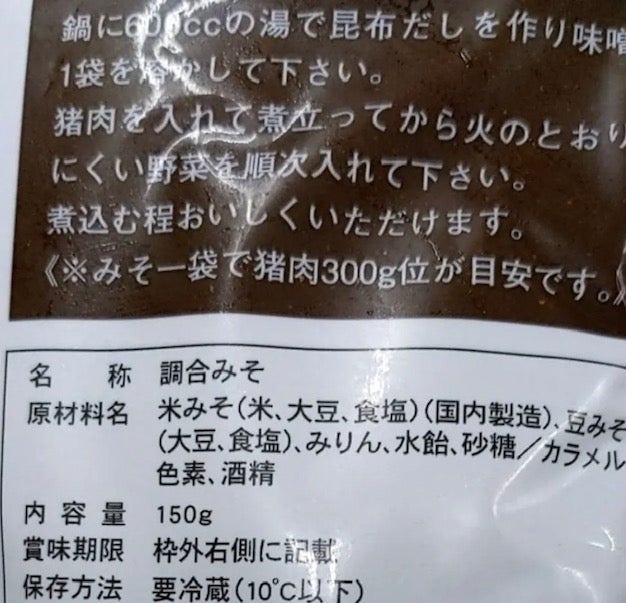 鍋に600ccの湯で昆布だしを作り味噌
1袋を溶かして下さい。
猪肉を入れて煮立ってから火のとおり
にくい野菜を順次入れて下さい。
煮込む程おいしくいただけます。
《※みそ一袋で猪肉300g位が目安です。》
名称 調合みそ
原材料名 米みそ(米、大豆、食塩)(国内製造)、豆みそ
(大豆、食塩)、みりん、水飴、砂糖/カラメル
色素、酒精
内容量 150g
賞味期限 枠外右側に記載
保存方法 要冷蔵(10℃以下)